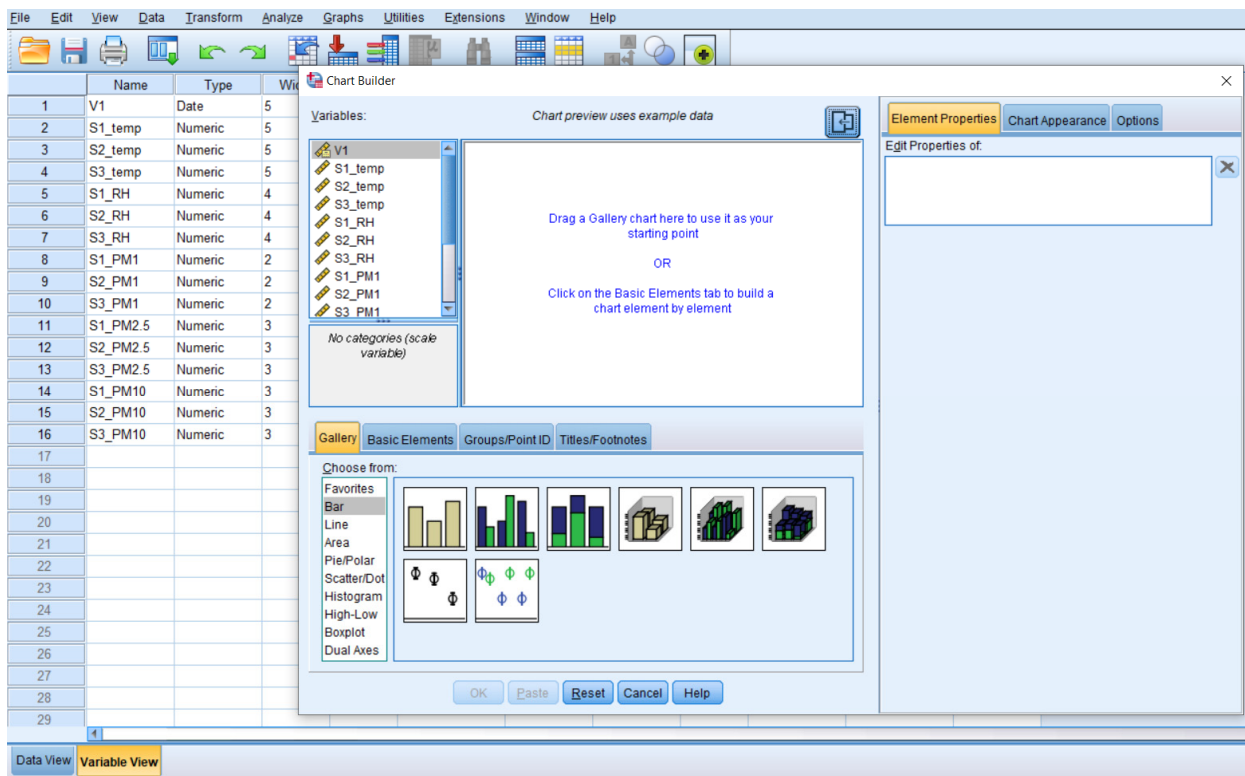 File Edit View Data Transform Analyze Graphs Utilities Extensions Window Help
Name Type
1 V1 Date 5
2 S1_temp Numeric 5
3 S2_temp Numeric 5
4 S3_temp Numeric 5
5 S1_RH Numeric 4
6 S2_RH Numeric 4
7 S3_RH Numeric 4
8 S1_PM1 Numeric 2
9 S2_PM1 Numeric 2
10 S3_PM1 Numeric 2
11 S1_PM2.5 Numeric 3
12 S2_PM2.5 Numeric 3
13 S3_PM2.5 Numeric 3
14 S1_PM10 Numeric 3
15 S2_PM10 Numeric 3
16 S3_PM10 Numeric 3
17
18
19
20
21
22
23
24
25
26
27
28
29
Data View Variable View
Chart Builder
Variables:
Chart preview uses example data
V1
S1_temp
S2_temp
S3_temp
S1_RH
S2_RH
S3_RH
S1_PM1
S2_PM1
S3_PM1
No categories (scale
variable)
Drag a Gallery chart here to use it as your
starting point
OR
Click on the Basic Elements tab to build a
chart element by element
Gallery Basic Elements Groups/Point ID Titles/Footnotes
Choose from:
Favorites
Bar
Line
Area
Pie/Polar
Scatter/Dot
Histogram
High-Low
Boxplot
Dual Axes
OK Paste Reset Cancel Help
Element Properties Chart Appearance Options
Edit Properties of: